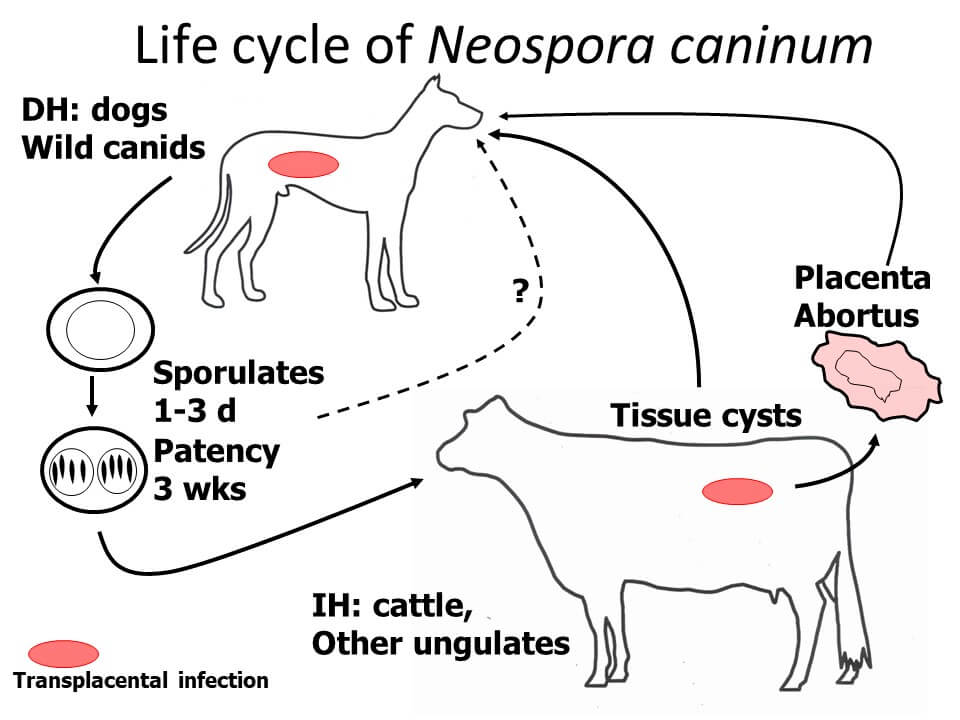 Life cycle of Neospora caninum
DH: dogs
Wild canids
?
Placenta
Abortus
Sporulates
1-3 d
Patency
3 wks
Tissue cysts
IH: cattle,
Other ungulates
Transplacental infection